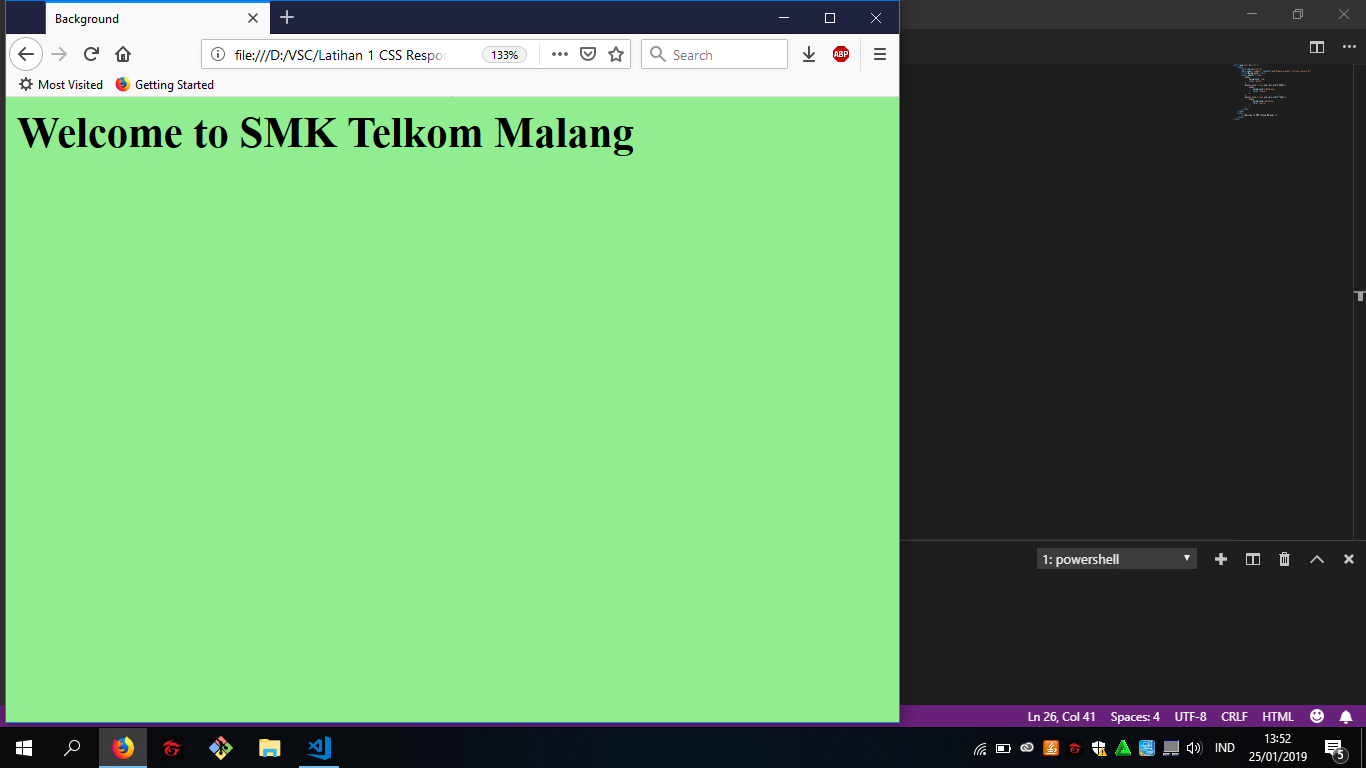 Background
file:///D:/VSC/Latihan 1 CSS Respon
133%
Search
ABP
Most Visited
Getting Started
Welcome to SMK Telkom Malang
1: powershell
Ln 26, Col 41
Spaces: 4
UTF-8
CRLF
HTML
IND
13:52
25/01/2019
5